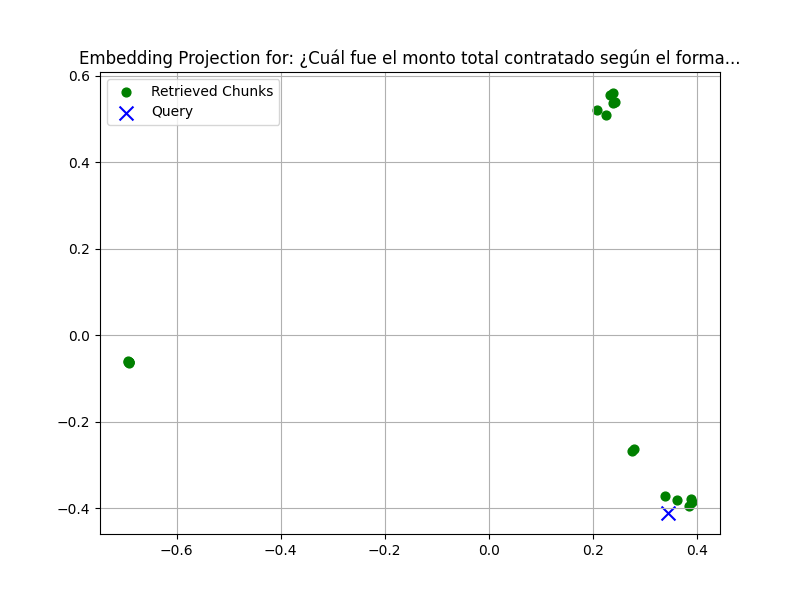 Embedding Projection for: ¿Cuál fue el monto total contratado según el forma...
Retrieved Chunks
Query
0.6
0.4
0.2
0.0
−0.2
−0.4
−0.6 −0.4 −0.2 0.0 0.2 0.4